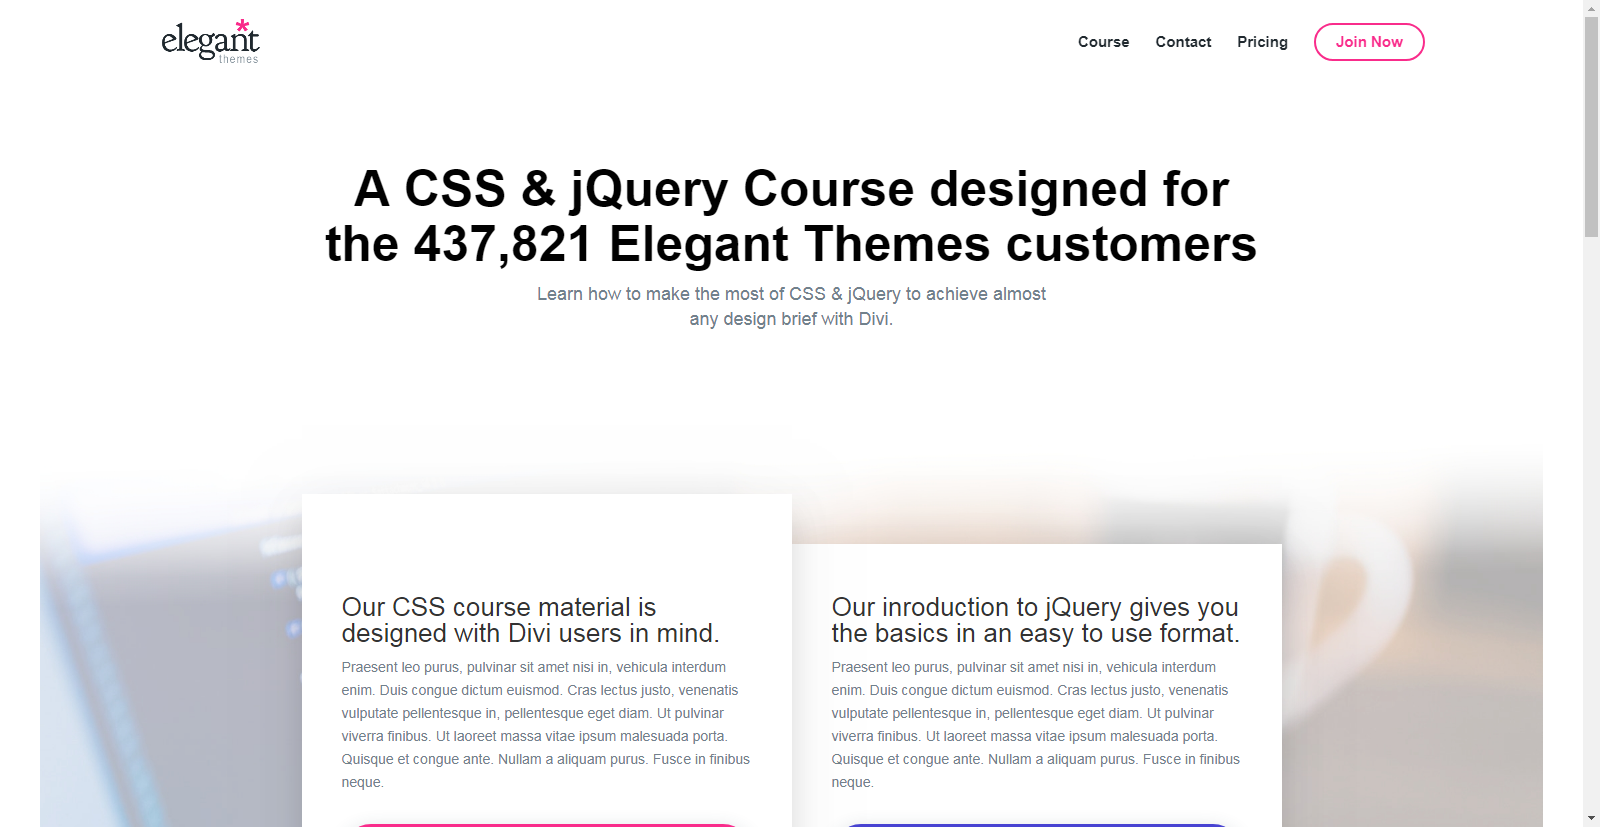 elegant
themes
Course Contact Pricing Join Now
A CSS & jQuery Course designed for
the 437,821 Elegant Themes customers
Learn how to make the most of CSS & jQuery to achieve almost
any design brief with Divi.
Our CSS course material is
designed with Divi users in mind.
Praesent leo purus, pulvinar sit amet nisi in, vehicula interdum
enim. Duis congue dictum euismod. Cras lectus justo, venenatis
vulputate pellentesque in, pellentesque eget diam. Ut pulvinar
viverra finibus. Ut laoreet massa vitae ipsum malesuada porta.
Quisque et congue ante. Nullam a aliquam purus. Fusce in finibus
neque.
Our inroduction to jQuery gives you
the basics in an easy to use format.
Praesent leo purus, pulvinar sit amet nisi in, vehicula interdum
enim. Duis congue dictum euismod. Cras lectus justo, venenatis
vulputate pellentesque in, pellentesque eget diam. Ut pulvinar
viverra finibus. Ut laoreet massa vitae ipsum malesuada porta.
Quisque et congue ante. Nullam a aliquam purus. Fusce in finibus
neque.